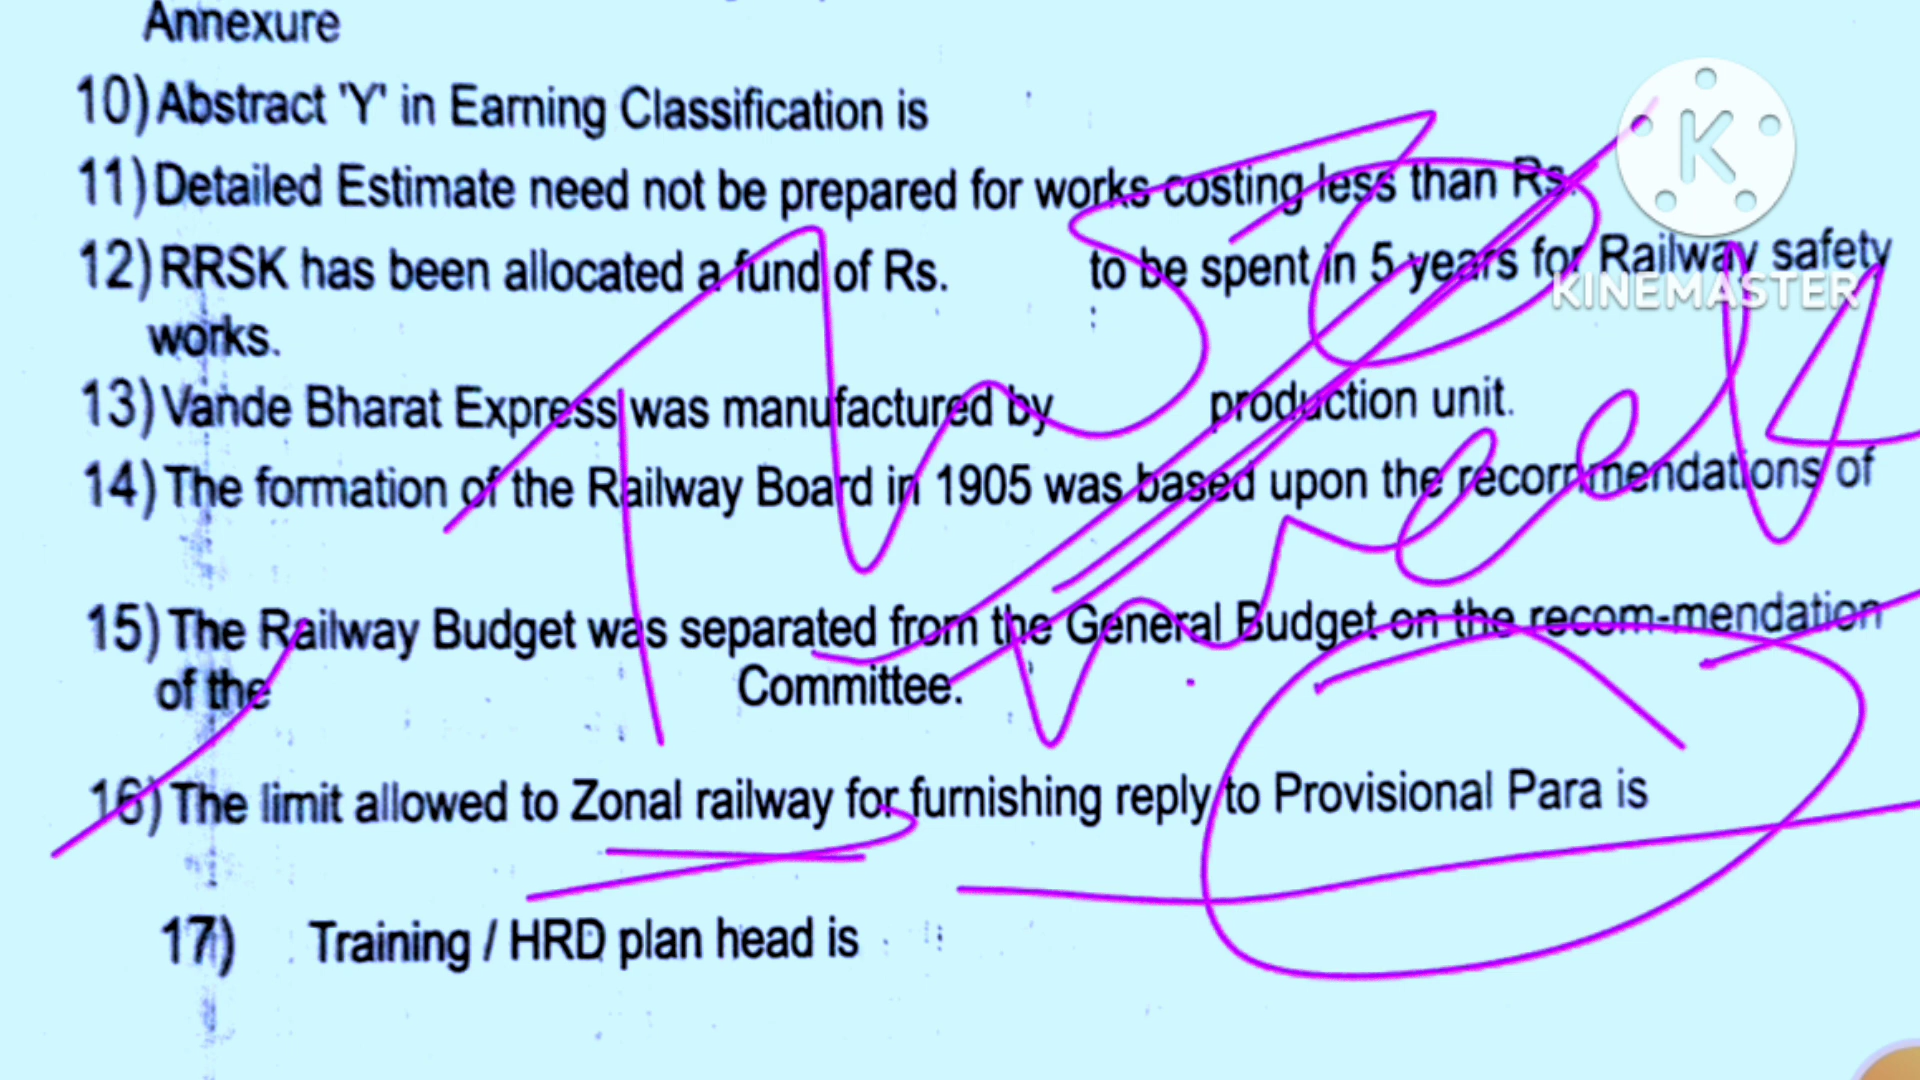 Annexure
10) Abstract 'Y' in Earning Classification is
11) Detailed Estimate need not be prepared for works costing less than Rs.
12) RRSK has been allocated a fund of Rs. to be spent in 5 years for Railway safety
KINEMASTER
works.
13) Vande Bharat Express was manufactured by production unit.
14) The formation of the Railway Board in 1905 was based upon the recommendations of
15) The Railway Budget was separated from the General Budget on the recom-mendation
of the Committee.
16) The limit allowed to Zonal railway for furnishing reply to Provisional Para is
17) Training / HRD plan head is